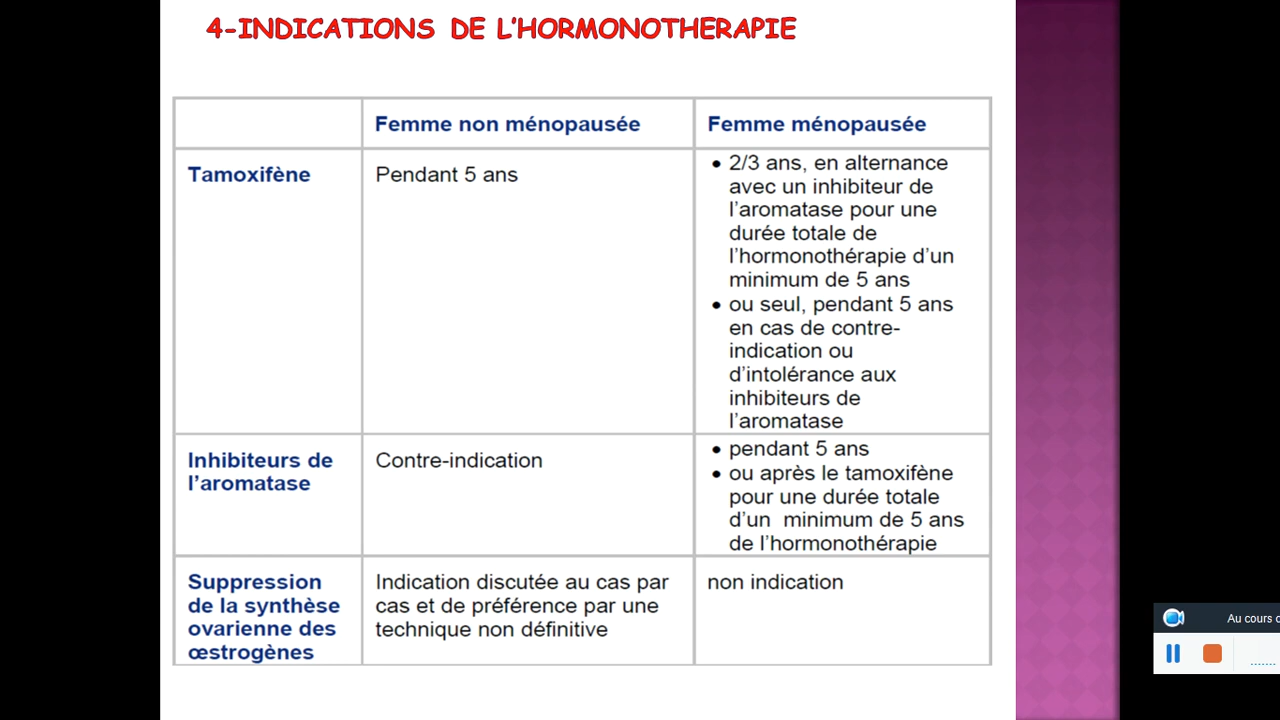 4-INDICATIONS DE L'HORMONOTHERAPIE
Femme non ménopausée
Femme ménopausée
Tamoxifène
Pendant 5 ans
• 2/3 ans, en alternance
avec un inhibiteur de
l'aromatase pour une
durée totale de
l'hormonothérapie d'un
minimum de 5 ans
• ou seul, pendant 5 ans
en cas de contre-
indication ou
d'intolérance aux
inhibiteurs de
l'aromatase
Inhibiteurs de
l'aromatase
Contre-indication
• pendant 5 ans
• ou après le tamoxifène
pour une durée totale
d'un minimum de 5 ans
de l'hormonothérapie
Suppression
de la synthèse
ovarienne des
œstrogènes
Indication discutée au cas par
cas et de préférence par une
technique non définitive
non indication
Au cours